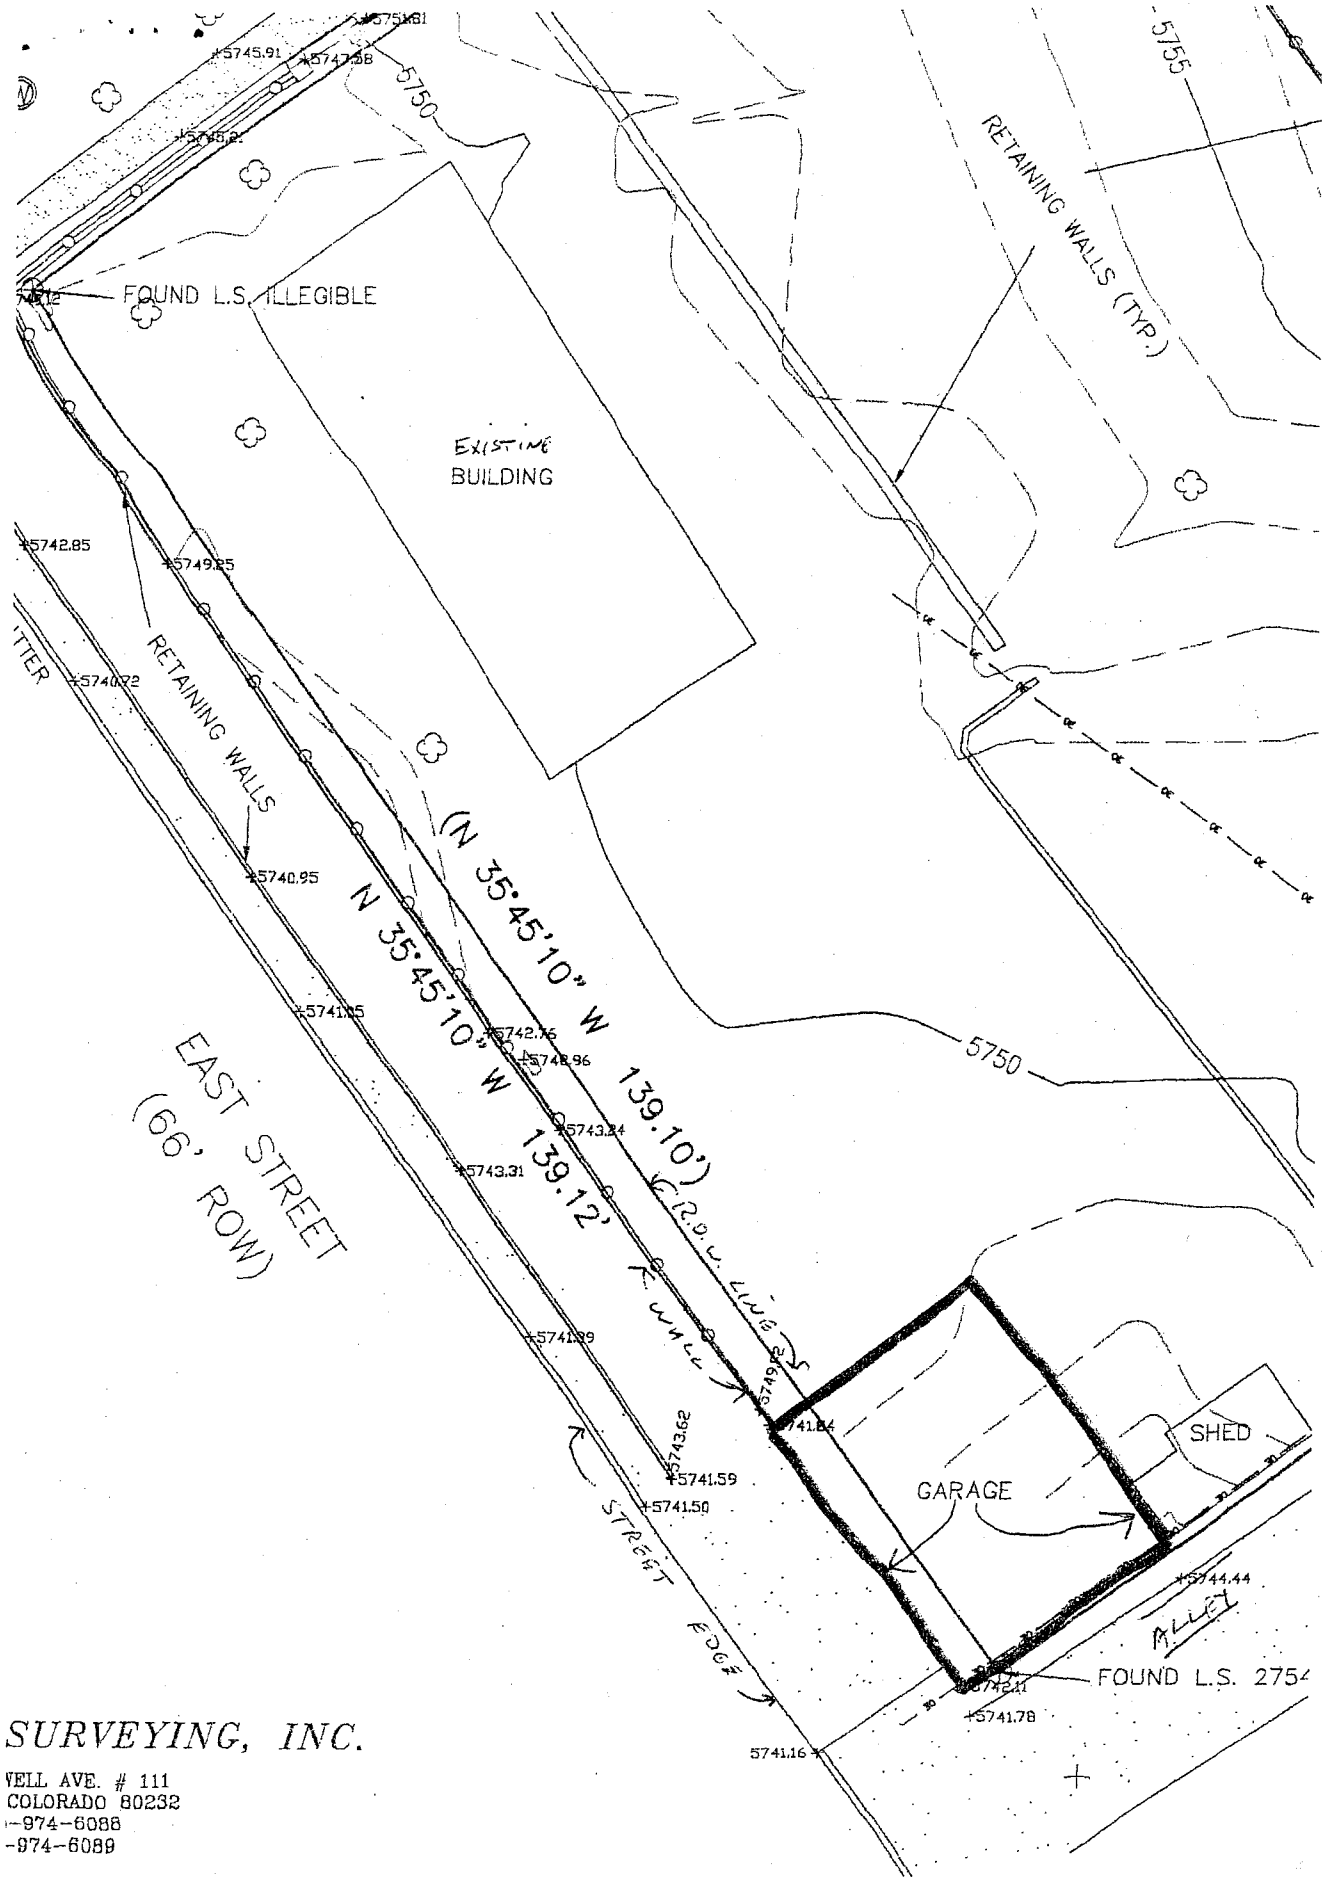 5751.81
5745.91
5747.58
5750
5755
RETAINING WALLS (TYP.)
FOUND L.S. ILLEGIBLE
EXISTING
BUILDING
5742.85
5749.25
5740.72
RETAINING WALLS
5740.95
(N 35°45'10" W 139.10')
N 35°45'10" W 139.12'
5741.05
5742.76
5748.96
5750
EAST STREET
(66' ROW)
5743.24
5743.31
R.O.W. LINE
WALL
5741.39
5741.84
5743.62
5741.59
5741.50
STREET EDGE
SHED
GARAGE
5744.44
ALLEY
FOUND L.S. 2754
5742.11
5741.78
5741.16
SURVEYING, INC.
WELL AVE. # 111
COLORADO 80232
-974-6088
-974-6089